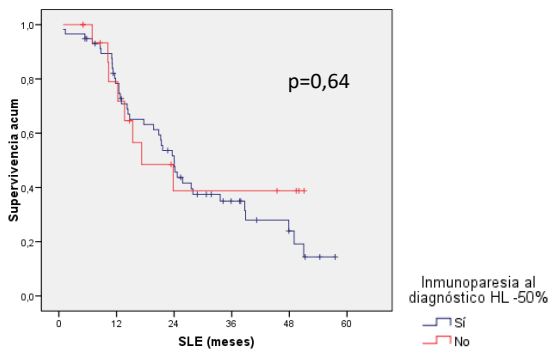 1,0
0,8
0,6
0,4
0,2
0,0
Supervivencia acum
p=0,64
0
12
24
36
48
60
SLE (meses)
Inmunoparesia al
diagnóstico HL -50%
Sí
No